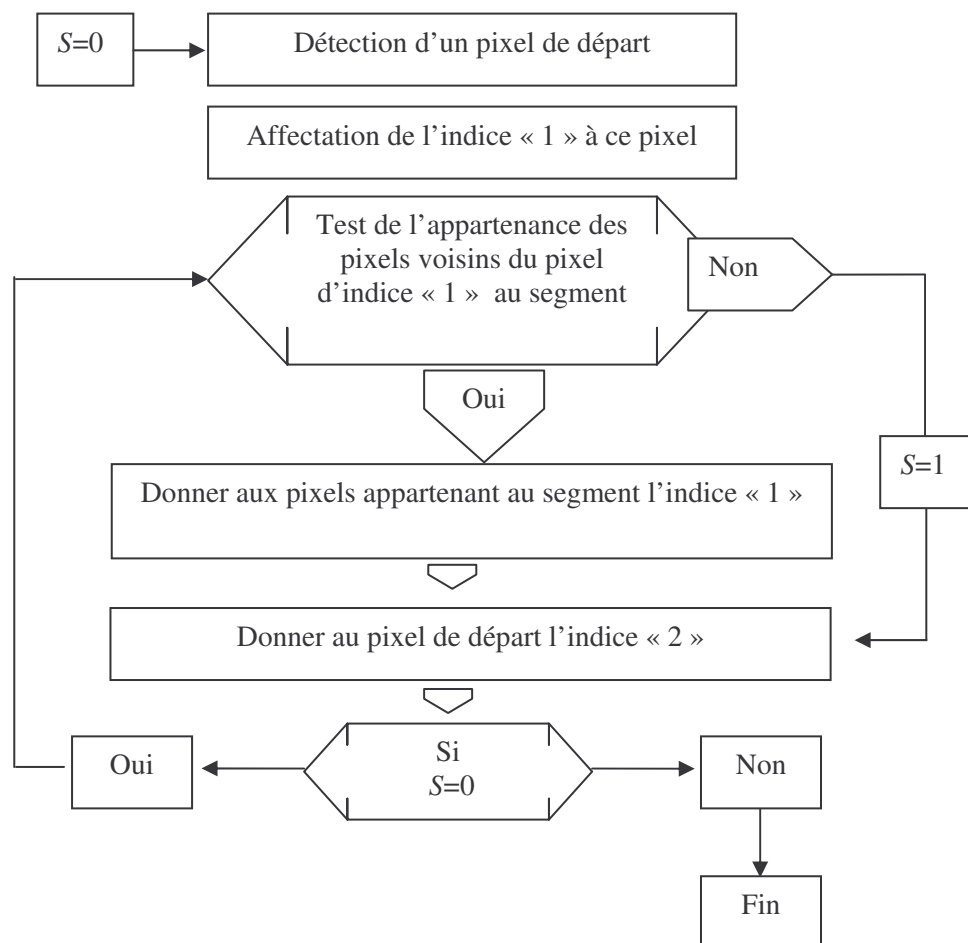 S=0
Détection d’un pixel de départ
Affectation de l’indice « 1 » à ce pixel
Test de l’appartenance des
pixels voisins du pixel
d’indice « 1 »  au segment
Non
Oui
S=1
Donner aux pixels appartenant au segment l’indice « 1 »
Donner au pixel de départ l’indice « 2 »
Oui
Si
S=0
Non
Fin